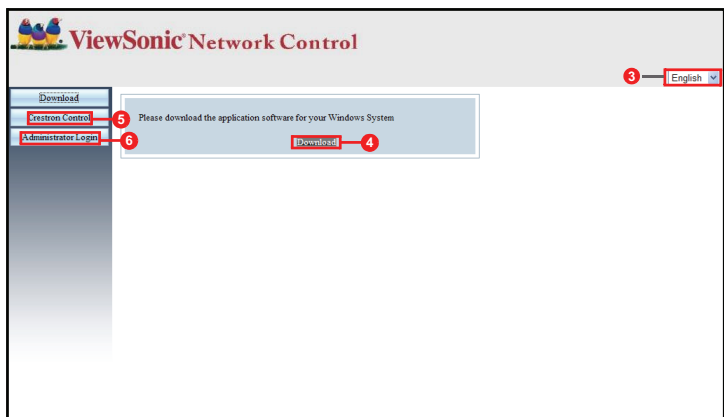 ViewSonic® Network Control
3 English
Download
Crestron Control 5
Administrator Login 6
Please download the application software for your Windows System
Download 4